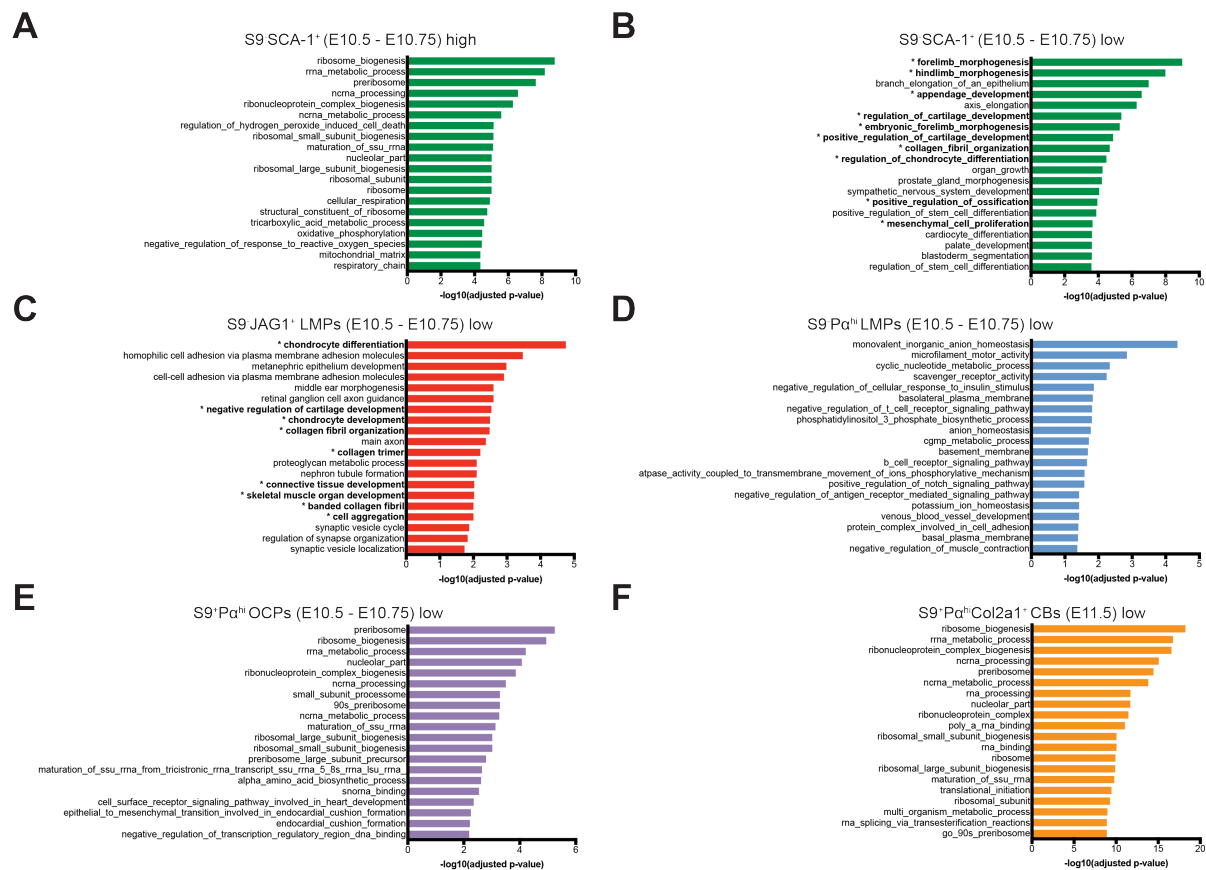 A
S9⁻SCA-1⁺ (E10.5 - E10.75) high
ribosome_biogenesis
rrna_metabolic_process
preribosome
ncrna_processing
ribonucleoprotein_complex_biogenesis
ncrna_metabolic_process
regulation_of_hydrogen_peroxide_induced_cell_death
ribosomal_small_subunit_biogenesis
maturation_of_ssu_rrna
nucleolar_part
ribosomal_large_subunit_biogenesis
ribosomal_subunit
ribosome
cellular_respiration
structural_constituent_of_ribosome
tricarboxylic_acid_metabolic_process
oxidative_phosphorylation
negative_regulation_of_response_to_reactive_oxygen_species
mitochondrial_matrix
respiratory_chain
0 2 4 6 8 10
-log10(adjusted p-value)
B
S9⁻SCA-1⁺ (E10.5 - E10.75) low
* forelimb_morphogenesis
* hindlimb_morphogenesis
branch_elongation_of_an_epithelium
* appendage_development
axis_elongation
* regulation_of_cartilage_development
* embryonic_forelimb_morphogenesis
* positive_regulation_of_cartilage_development
* collagen_fibril_organization
* regulation_of_chondrocyte_differentiation
organ_growth
prostate_gland_morphogenesis
sympathetic_nervous_system_development
* positive_regulation_of_ossification
positive_regulation_of_stem_cell_differentiation
* mesenchymal_cell_proliferation
cardiocyte_differentiation
palate_development
blastoderm_segmentation
regulation_of_stem_cell_differentiation
0 2 4 6 8 10
-log10(adjusted p-value)
C
S9⁻JAG1⁺ LMPs (E10.5 - E10.75) low
* chondrocyte differentiation
homophilic cell adhesion via plasma membrane adhesion molecules
metanephric epithelium development
cell-cell adhesion via plasma membrane adhesion molecules
middle ear morphogenesis
retinal ganglion cell axon guidance
* negative regulation of cartilage development
* chondrocyte development
* collagen fibril organization
main axon
* collagen trimer
proteoglycan metabolic process
nephron tubule formation
* connective tissue development
* skeletal muscle organ development
* banded collagen fibril
* cell aggregation
synaptic vesicle cycle
regulation of synapse organization
synaptic vesicle localization
0 1 2 3 4 5
-log10(adjusted p-value)
D
S9⁻Pαʰⁱ LMPs (E10.5 - E10.75) low
monovalent_inorganic_anion_homeostasis
microfilament_motor_activity
cyclic_nucleotide_metabolic_process
scavenger_receptor_activity
negative_regulation_of_cellular_response_to_insulin_stimulus
basolateral_plasma_membrane
negative_regulation_of_t_cell_receptor_signaling_pathway
phosphatidylinositol_3_phosphate_biosynthetic_process
anion_homeostasis
cgmp_metabolic_process
basement_membrane
b_cell_receptor_signaling_pathway
atpase_activity_coupled_to_transmembrane_movement_of_ions_phosphorylative_mechanism
positive_regulation_of_notch_signaling_pathway
negative_regulation_of_antigen_receptor_mediated_signaling_pathway
potassium_ion_homeostasis
venous_blood_vessel_development
protein_complex_involved_in_cell_adhesion
basal_plasma_membrane
negative_regulation_of_muscle_contraction
0 1 2 3 4 5
-log10(adjusted p-value)
E
S9⁺Pαʰⁱ OCPs (E10.5 - E10.75) low
preribosome
ribosome_biogenesis
rrna_metabolic_process
nucleolar_part
ribonucleoprotein_complex_biogenesis
ncrna_processing
small_subunit_processome
90s_preribosome
ncrna_metabolic_process
maturation_of_ssu_rrna
ribosomal_large_subunit_biogenesis
ribosomal_small_subunit_biogenesis
preribosome_large_subunit_precursor
maturation_of_ssu_rrna_from_tricistronic_rrna_transcript_ssu_rrna_5_8s_rrna_lsu_rrna_
alpha_amino_acid_biosynthetic_process
snorna_binding
cell_surface_receptor_signaling_pathway_involved_in_heart_development
epithelial_to_mesenchymal_transition_involved_in_endocardial_cushion_formation
endocardial_cushion_formation
negative_regulation_of_transcription_regulatory_region_dna_binding
0 2 4 6
-log10(adjusted p-value)
F
S9⁺PαʰⁱCol2a1⁺ CBs (E11.5) low
ribosome_biogenesis
rrna_metabolic_process
ribonucleoprotein_complex_biogenesis
ncrna_processing
preribosome
ncrna_metabolic_process
rna_processing
nucleolar_part
ribonucleoprotein_complex
poly_a_rna_binding
ribosomal_small_subunit_biogenesis
rna_binding
ribosome
ribosomal_large_subunit_biogenesis
maturation_of_ssu_rrna
translational_initiation
ribosomal_subunit
multi_organism_metabolic_process
rna_splicing_via_transesterification_reactions
go_90s_preribosome
0 5 10 15 20
-log10(adjusted p-value)